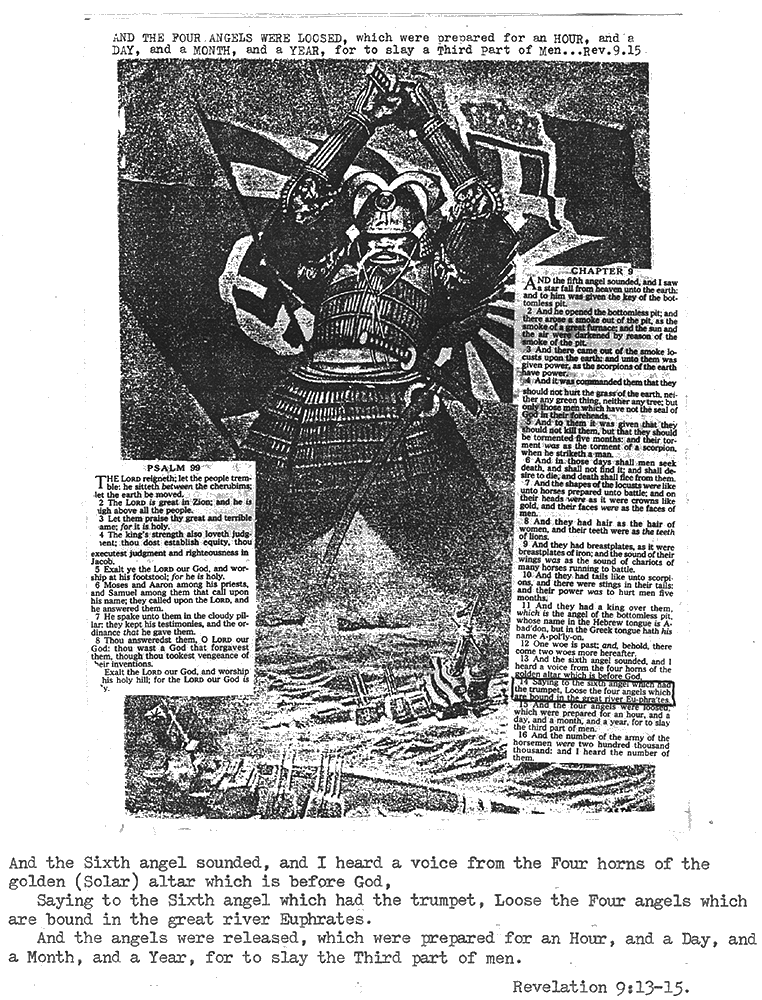 AND THE FOUR ANGELS WERE LOOSED, which were prepared for an HOUR, and a
DAY, and a MONTH, and a YEAR, for to slay a Third part of Men...Rev.9.15
CHAPTER 9
AND the fifth angel sounded, and I saw
a star fall from heaven unto the earth:
and to him was given the key of the bot-
tomless pit.
2 And he opened the bottomless pit; and
there arose a smoke out of the pit, as the
smoke of a great furnace; and the sun and
the air were darkened by reason of the
smoke of the pit.
3 And there came out of the smoke lo-
custs upon the earth: and unto them was
given power, as the scorpions of the earth
have power.
4 And it was commanded them that they
should not hurt the grass of the earth, nei-
ther any green thing, neither any tree; but
only those men which have not the seal of
God in their foreheads.
5 And to them it was given that they
should not kill them, but that they should
be tormented five months: and their tor-
ment was as the torment of a scorpion,
when he striketh a man.
6 And in those days shall men seek
death, and shall not find it; and shall de-
sire to die, and death shall flee from them.
7 And the shapes of the locusts were like
unto horses prepared unto battle; and on
their heads were as it were crowns like
gold, and their faces were as the faces of
men.
8 And they had hair as the hair of
women, and their teeth were as the teeth
of lions.
9 And they had breastplates, as it were
breastplates of iron; and the sound of their
wings was as the sound of chariots of
many horses running to battle.
10 And they had tails like unto scorpi-
ons, and there were stings in their tails:
and their power was to hurt men five
months.
11 And they had a king over them,
which is the angel of the bottomless pit,
whose name in the Hebrew tongue is A-
bad'don, but in the Greek tongue hath his
name A-pol'ly-on.
12 One woe is past; and, behold, there
come two woes more hereafter.
13 And the sixth angel sounded, and I
heard a voice from the four horns of the
golden altar which is before God,
14 Saying to the sixth angel which had
the trumpet, Loose the four angels which
are bound in the great river Eu-phra'tes.
15 And the four angels were loosed,
which were prepared for an hour, and a
day, and a month, and a year, for to slay
the third part of men.
16 And the number of the army of the
horsemen were two hundred thousand
thousand: and I heard the number of
them.
PSALM 99
THE LORD reigneth; let the people trem-
ble: he sitteth between the cherubims;
let the earth be moved.
2 The LORD is great in Zion; and he is
igh above all the people.
3 Let them praise thy great and terrible
ame; for it is holy.
4 The king's strength also loveth judg-
ment; thou dost establish equity, thou
executest judgment and righteousness in
Jacob.
5 Exalt ye the LORD our God, and wor-
ship at his footstool; for he is holy.
6 Moses and Aaron among his priests,
and Samuel among them that call upon
his name; they called upon the LORD, and
he answered them.
7 He spake unto them in the cloudy pil-
lar: they kept his testimonies, and the or-
dinance that he gave them.
8 Thou answeredst them, O LORD our
God: thou wast a God that forgavest
them, though thou tookest vengeance of
heir inventions.
Exalt the LORD our God, and worship
his holy hill; for the LORD our God is
y.
And the Sixth angel sounded, and I heard a voice from the Four horns of the
golden (Solar) altar which is before God,
Saying to the Sixth angel which had the trumpet, Loose the Four angels which
are bound in the great river Euphrates.
And the angels were released, which were prepared for an Hour, and a Day, and
a Month, and a Year, for to slay the Third part of men.
Revelation 9:13-15.